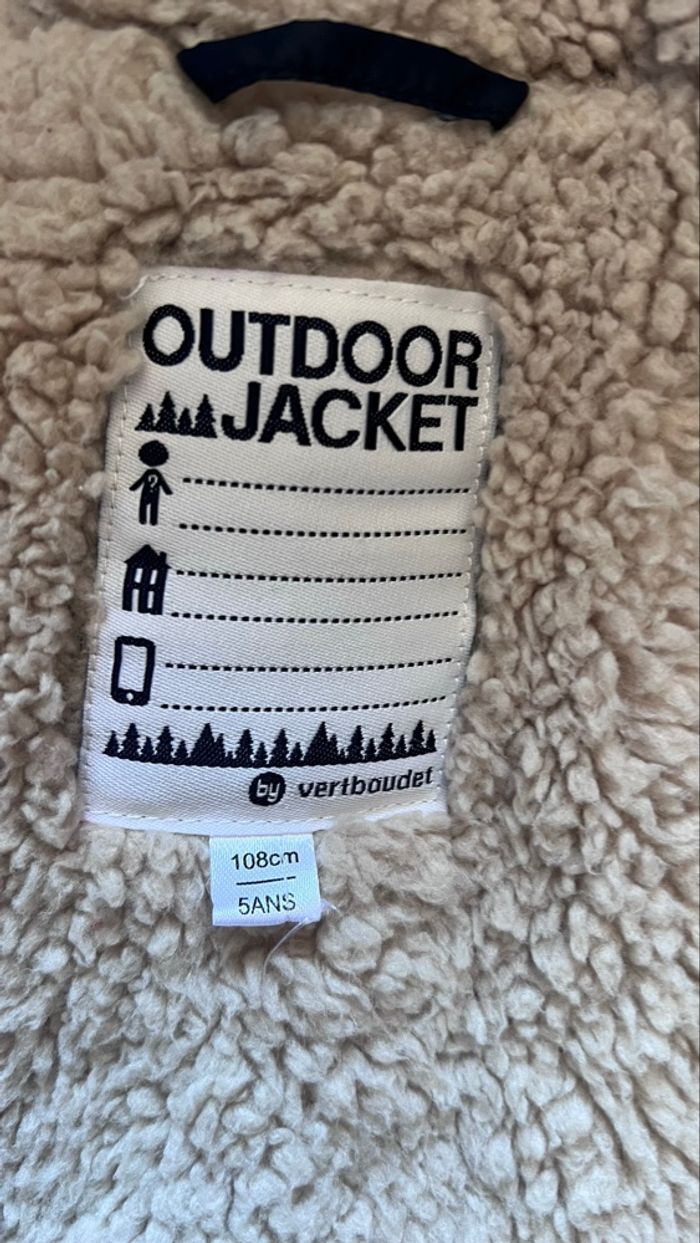 OUTDOOR
JACKET
by vertbaudet
108cm
5ANS